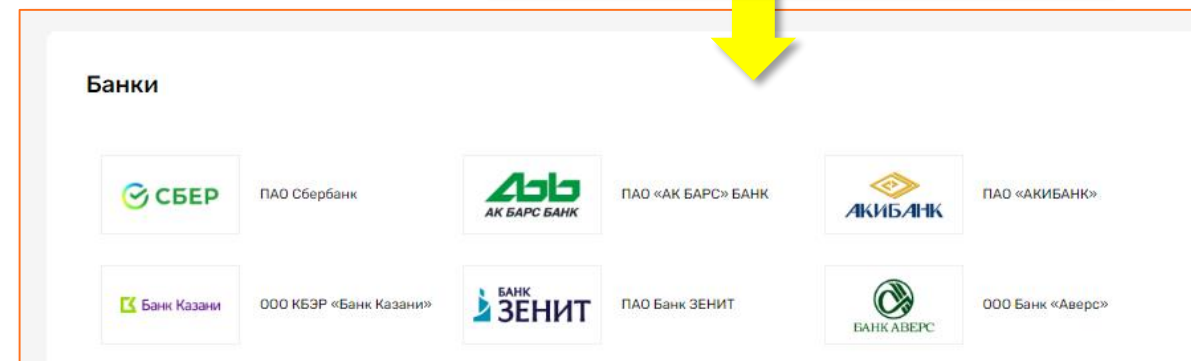 Банки
СБЕР
ПАО Сбербанк
АК БАРС БАНК
ПАО «АК БАРС» БАНК
АКИБАНК
ПАО «АКИБАНК»
Банк Казани
ООО КБЭР «Банк Казани»
БАНК
ЗЕНИТ
ПАО Банк ЗЕНИТ
БАНК АВЕРС
ООО Банк «Аверс»